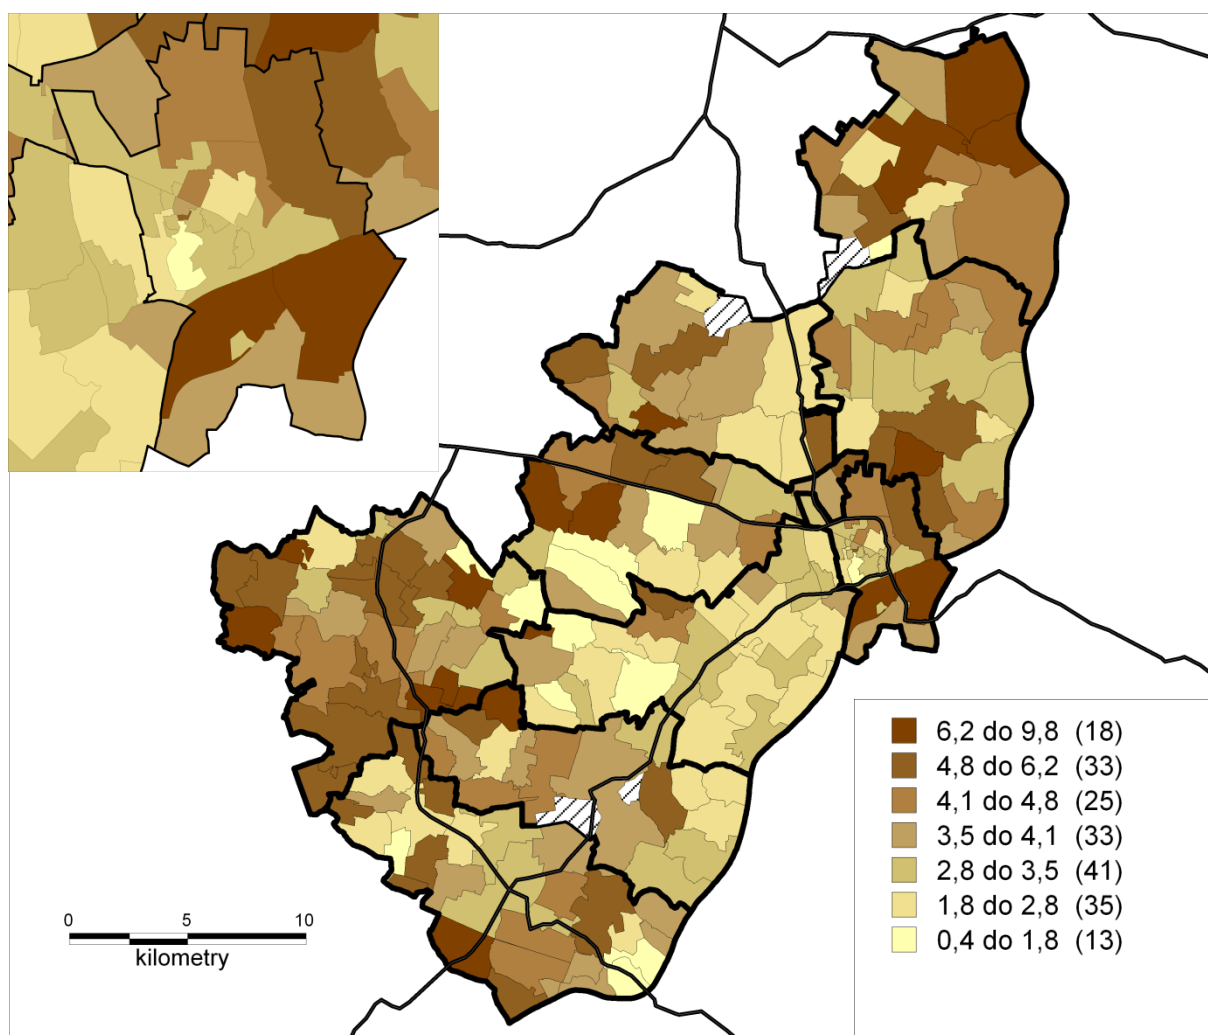 6,2 do 9,8 (18)
4,8 do 6,2 (33)
4,1 do 4,8 (25)
3,5 do 4,1 (33)
2,8 do 3,5 (41)
1,8 do 2,8 (35)
0,4 do 1,8 (13)
0 5 10
kilometry